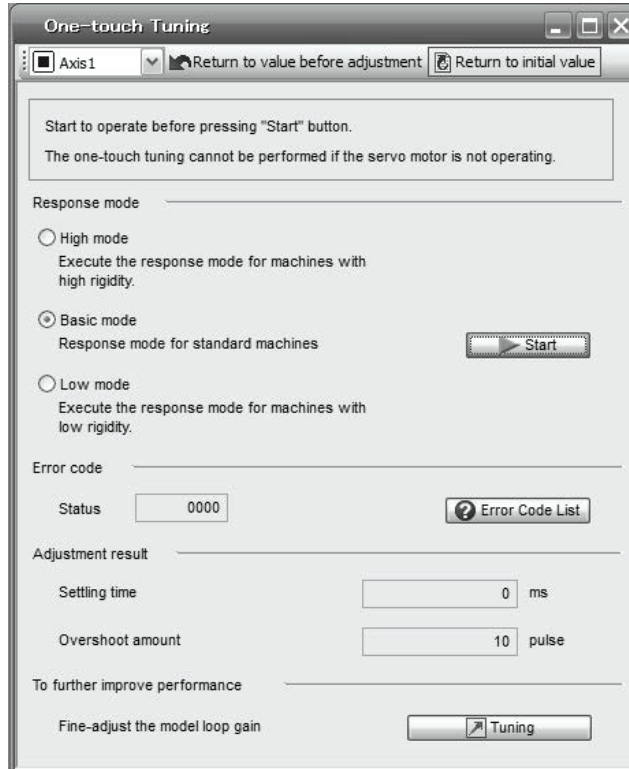 One-touch Tuning
Axis1 Return to value before adjustment Return to initial value
Start to operate before pressing "Start" button.
The one-touch tuning cannot be performed if the servo motor is not operating.
Response mode
High mode
Execute the response mode for machines with
high rigidity.
Basic mode
Response mode for standard machines
Start
Low mode
Execute the response mode for machines with
low rigidity.
Error code
Status 0000 Error Code List
Adjustment result
Settling time 0 ms
Overshoot amount 10 pulse
To further improve performance
Fine-adjust the model loop gain Tuning